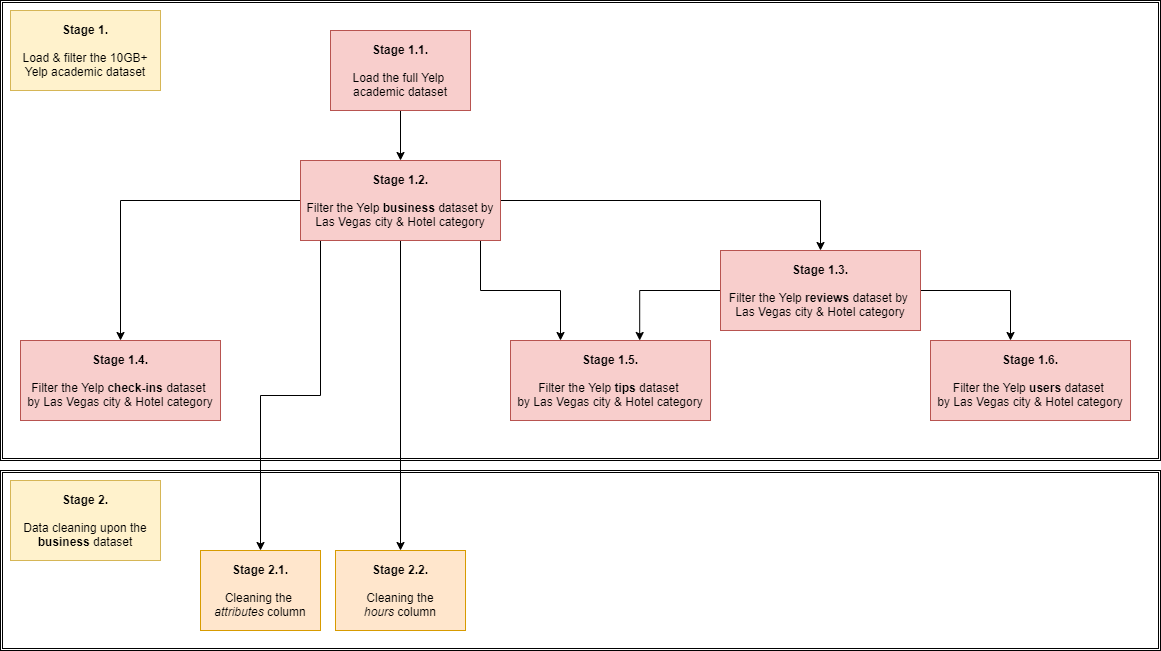 Stage 1.
Load & filter the 10GB+
Yelp academic dataset
Stage 1.1.
Load the full Yelp
academic dataset
Stage 1.2.
Filter the Yelp business dataset by
Las Vegas city & Hotel category
Stage 1.3.
Filter the Yelp reviews dataset by
Las Vegas city & Hotel category
Stage 1.4.
Filter the Yelp check-ins dataset
by Las Vegas city & Hotel category
Stage 1.5.
Filter the Yelp tips dataset
by Las Vegas city & Hotel category
Stage 1.6.
Filter the Yelp users dataset
by Las Vegas city & Hotel category
Stage 2.
Data cleaning upon the
business dataset
Stage 2.1.
Cleaning the
attributes column
Stage 2.2.
Cleaning the
hours column